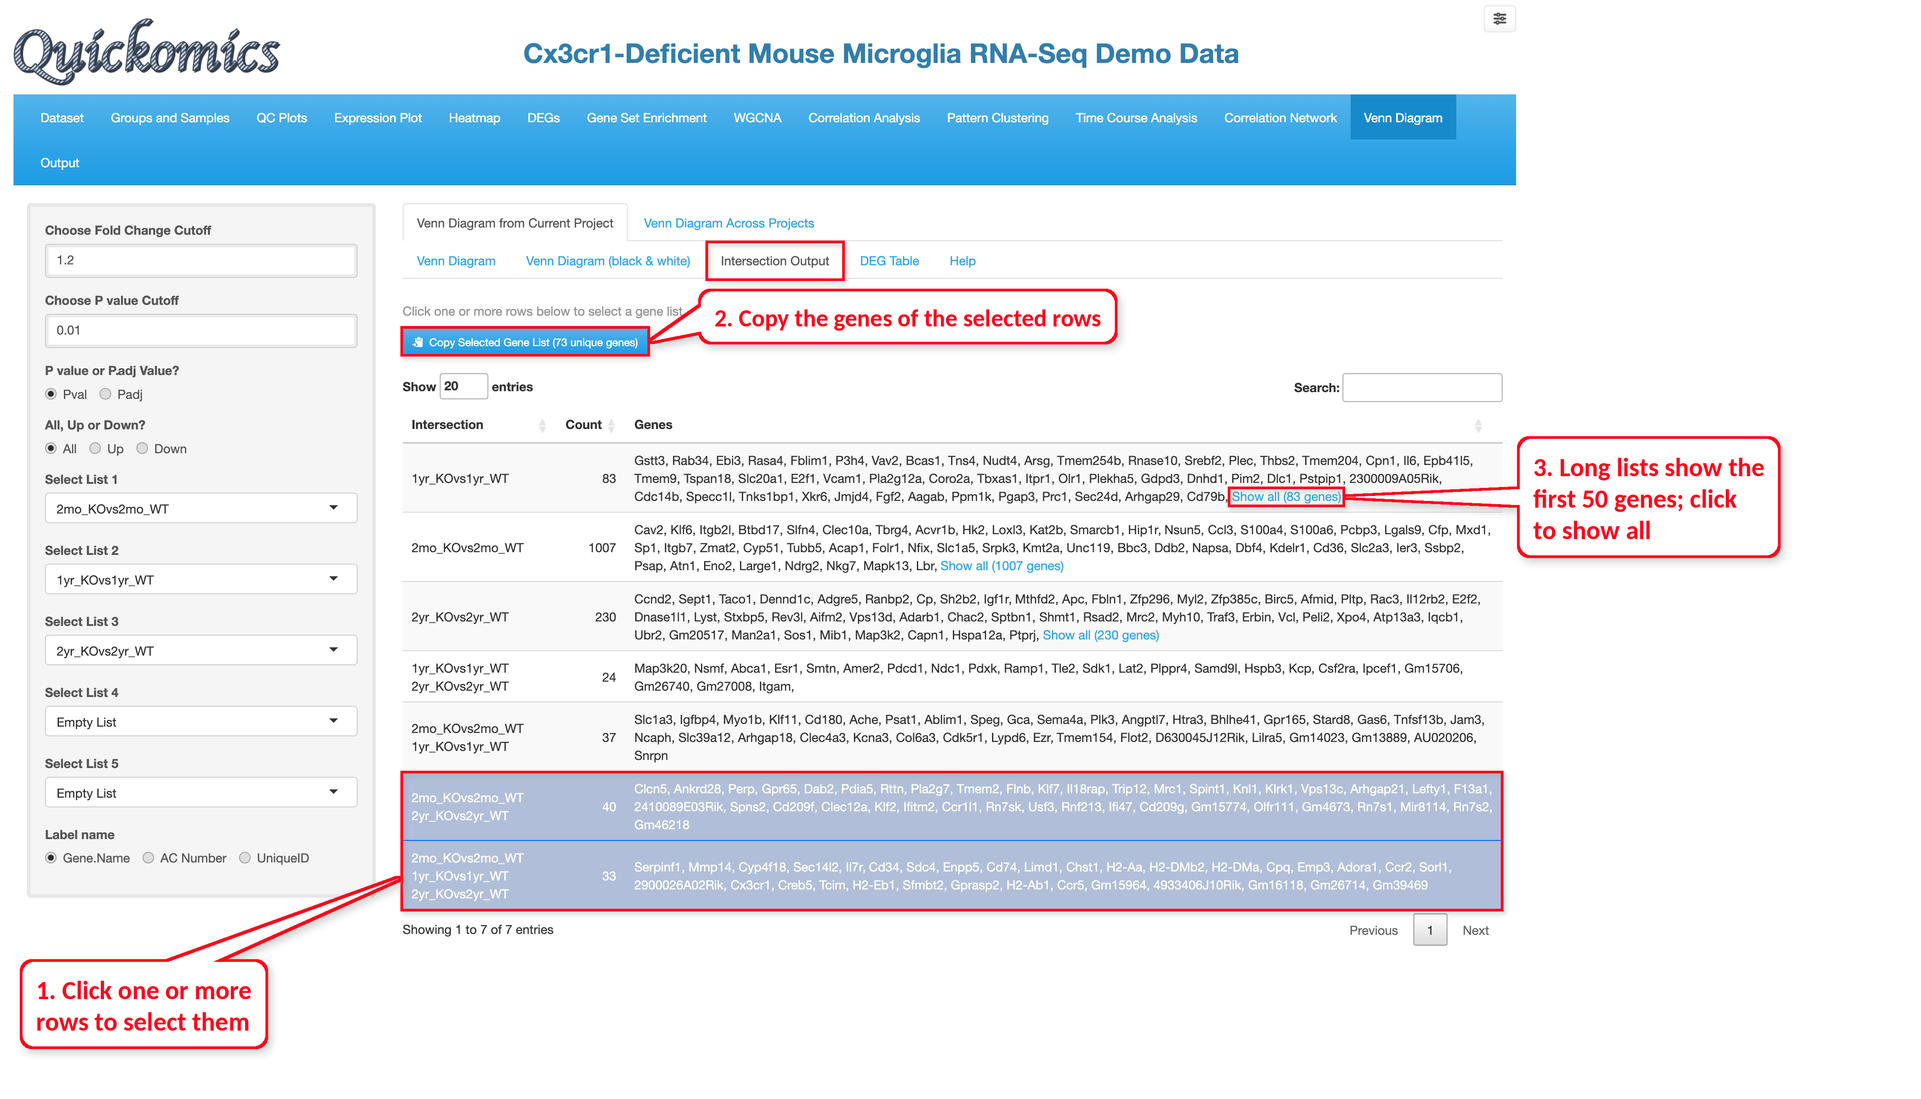 Quickomics
Cx3cr1-Deficient Mouse Microglia RNA-Seq Demo Data
Dataset Groups and Samples QC Plots Expression Plot Heatmap DEGs Gene Set Enrichment WGCNA Correlation Analysis Pattern Clustering Time Course Analysis Correlation Network Venn Diagram
Output
Choose Fold Change Cutoff
1.2
Choose P value Cutoff
0.01
P value or P.adj Value?
Pval Padj
All, Up or Down?
All Up Down
Select List 1
2mo_KOvs2mo_WT
Select List 2
1yr_KOvs1yr_WT
Select List 3
2yr_KOvs2yr_WT
Select List 4
Empty List
Select List 5
Empty List
Label name
Gene.Name AC Number UniqueID
Venn Diagram from Current Project Venn Diagram Across Projects
Venn Diagram Venn Diagram (black & white) Intersection Output DEG Table Help
Click one or more rows below to select a gene list
2. Copy the genes of the selected rows
Copy Selected Gene List (73 unique genes)
Show 20 entries
Search:
Intersection Count Genes
1yr_KOvs1yr_WT 83
Gstt3, Rab34, Ebi3, Rasa4, Fblim1, P3h4, Vav2, Bcas1, Tns4, Nudt4, Arsg, Tmem254b, Rnase10, Srebf2, Plec, Thbs2, Tmem204, Cpn1, Il6, Epb41l5,
Tmem9, Tspan18, Slc20a1, E2f1, Vcam1, Pla2g12a, Coro2a, Tbxas1, Itpr1, Olr1, Plekha5, Gdpd3, Dnhd1, Pim2, Dlc1, Pstpip1, 2300009A05Rik,
Cdc14b, Specc1l, Tnks1bp1, Xkr6, Jmjd4, Fgf2, Aagab, Ppm1k, Pgap3, Prc1, Sec24d, Arhgap29, Cd79b, Show all (83 genes)
2mo_KOvs2mo_WT 1007
Cav2, Klf6, Itgb2l, Btbd17, Slfn4, Clec10a, Tbrg4, Acvr1b, Hk2, Loxl3, Kat2b, Smarcb1, Hip1r, Nsun5, Ccl3, S100a4, S100a6, Pcbp3, Lgals9, Cfp, Mxd1,
Sp1, Itgb7, Zmat2, Cyp51, Tubb5, Acap1, Folr1, Nfix, Slc1a5, Srpk3, Kmt2a, Unc119, Bbc3, Ddb2, Napsa, Dbf4, Kdelr1, Cd36, Slc2a3, Ier3, Ssbp2,
Psap, Atn1, Eno2, Large1, Ndrg2, Nkg7, Mapk13, Lbr, Show all (1007 genes)
2yr_KOvs2yr_WT 230
Ccnd2, Sept1, Taco1, Dennd1c, Adgre5, Ranbp2, Cp, Sh2b2, Igf1r, Mthfd2, Apc, Fbln1, Zfp296, Myl2, Zfp385c, Birc5, Afmid, Pltp, Rac3, Il12rb2, E2f2,
Dnase1l1, Lyst, Stxbp5, Rev3l, Aifm2, Vps13d, Adarb1, Chac2, Sptbn1, Shmt1, Rsad2, Mrc2, Myh10, Traf3, Erbin, Vcl, Peli2, Xpo4, Atp13a3, Iqcb1,
Ubr2, Gm20517, Man2a1, Sos1, Mib1, Map3k2, Capn1, Hspa12a, Ptprj, Show all (230 genes)
1yr_KOvs1yr_WT
2yr_KOvs2yr_WT
24
Map3k20, Nsmf, Abca1, Esr1, Smtn, Amer2, Pdcd1, Ndc1, Pdxk, Ramp1, Tle2, Sdk1, Lat2, Plppr4, Samd9l, Hspb3, Kcp, Csf2ra, Ipcef1, Gm15706,
Gm26740, Gm27008, Itgam,
2mo_KOvs2mo_WT
1yr_KOvs1yr_WT
37
Slc1a3, Igfbp4, Myo1b, Klf11, Cd180, Ache, Psat1, Ablim1, Speg, Gca, Sema4a, Plk3, Angptl7, Htra3, Bhlhe41, Gpr165, Stard8, Gas6, Tnfsf13b, Jam3,
Ncaph, Slc39a12, Arhgap18, Clec4a3, Kcna3, Col6a3, Cdk5r1, Lypd6, Ezr, Tmem154, Flot2, D630045J12Rik, Lilra5, Gm14023, Gm13889, AU020206,
Snrpn
2mo_KOvs2mo_WT
2yr_KOvs2yr_WT
40
Clcn5, Ankrd28, Perp, Gpr65, Dab2, Pdia5, Rttn, Pla2g7, Tmem2, Flnb, Klf7, Il18rap, Trip12, Mrc1, Spint1, Knl1, Klrk1, Vps13c, Arhgap21, Lefty1, F13a1,
2410089E03Rik, Spns2, Cd209f, Clec12a, Klf2, Ifitm2, Ccr1l1, Rn7sk, Usf3, Rnf213, Ifi47, Cd209g, Gm15774, Olfr111, Gm4673, Rn7s1, Mir8114, Rn7s2,
Gm46218
2mo_KOvs2mo_WT
1yr_KOvs1yr_WT
2yr_KOvs2yr_WT
33
Serpinf1, Mmp14, Cyp4f18, Sec14l2, Il7r, Cd34, Sdc4, Enpp5, Cd74, Limd1, Chst1, H2-Aa, H2-DMb2, H2-DMa, Cpq, Emp3, Adora1, Ccr2, Sorl1,
2900026A02Rik, Cx3cr1, Creb5, Tcim, H2-Eb1, Sfmbt2, Gprasp2, H2-Ab1, Ccr5, Gm15964, 4933406J10Rik, Gm16118, Gm26714, Gm39469
Showing 1 to 7 of 7 entries
Previous 1 Next
3. Long lists show the
first 50 genes; click
to show all
1. Click one or more
rows to select them